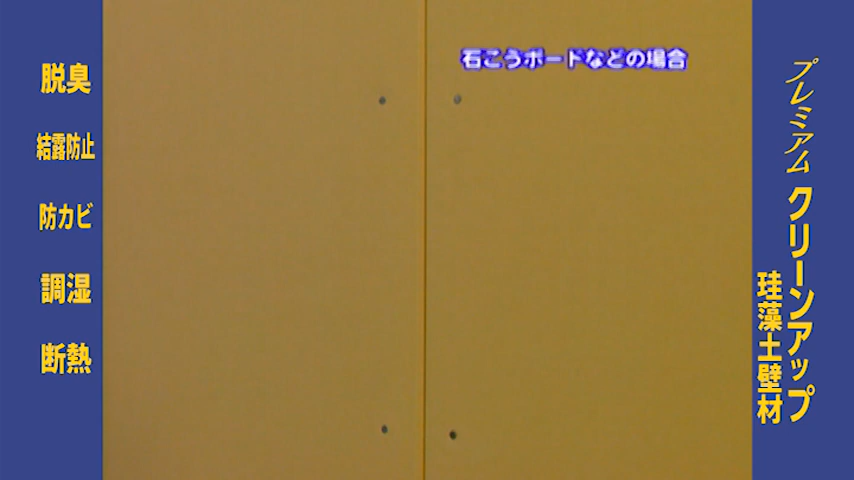 石こうボードなどの場合
脱臭
結露防止
防カビ
調湿
断熱
プレミアム クリーンアップ
珪藻土壁材